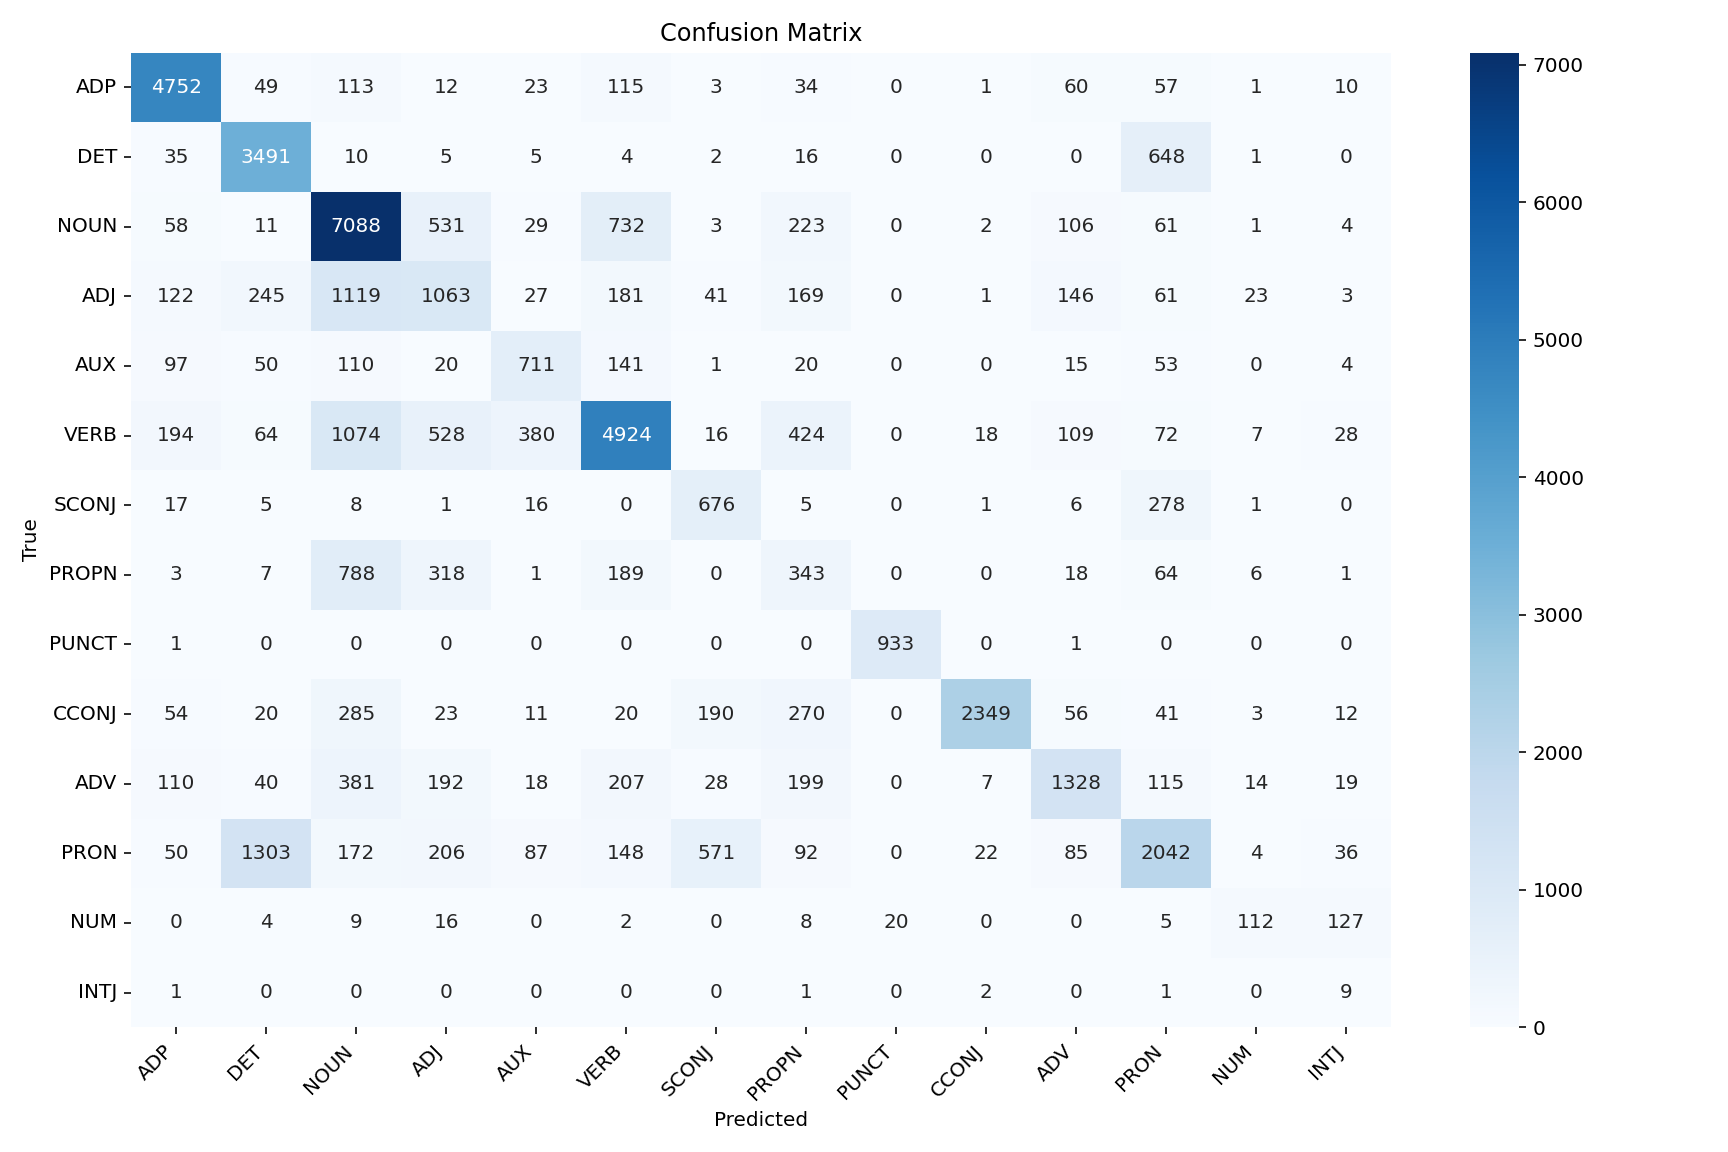 Confusion Matrix
ADP 4752 49 113 12 23 115 3 34 0 1 60 57 1 10
DET 35 3491 10 5 5 4 2 16 0 0 0 648 1 0
NOUN 58 11 7088 531 29 732 3 223 0 2 106 61 1 4
ADJ 122 245 1119 1063 27 181 41 169 0 1 146 61 23 3
AUX 97 50 110 20 711 141 1 20 0 0 15 53 0 4
VERB 194 64 1074 528 380 4924 16 424 0 18 109 72 7 28
SCONJ 17 5 8 1 16 0 676 5 0 1 6 278 1 0
PROPN 3 7 788 318 1 189 0 343 0 0 18 64 6 1
PUNCT 1 0 0 0 0 0 0 0 933 0 1 0 0 0
CCONJ 54 20 285 23 11 20 190 270 0 2349 56 41 3 12
ADV 110 40 381 192 18 207 28 199 0 7 1328 115 14 19
PRON 50 1303 172 206 87 148 571 92 0 22 85 2042 4 36
NUM 0 4 9 16 0 2 0 8 20 0 0 5 112 127
INTJ 1 0 0 0 0 0 0 1 0 2 0 1 0 9
True
ADP DET NOUN ADJ AUX VERB SCONJ PROPN PUNCT CCONJ ADV PRON NUM INTJ
Predicted
7000
6000
5000
4000
3000
2000
1000
0